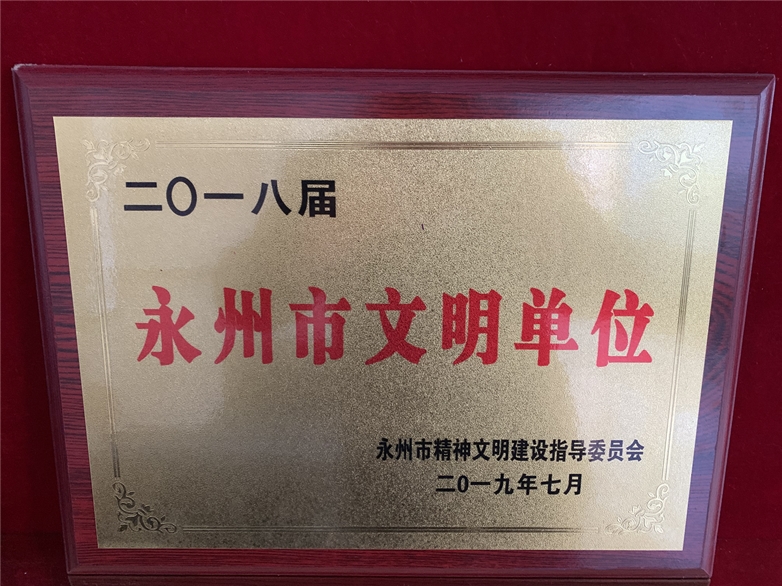 二〇一八届
永州市文明单位
永州市精神文明建设指导委员会
二0一九年七月